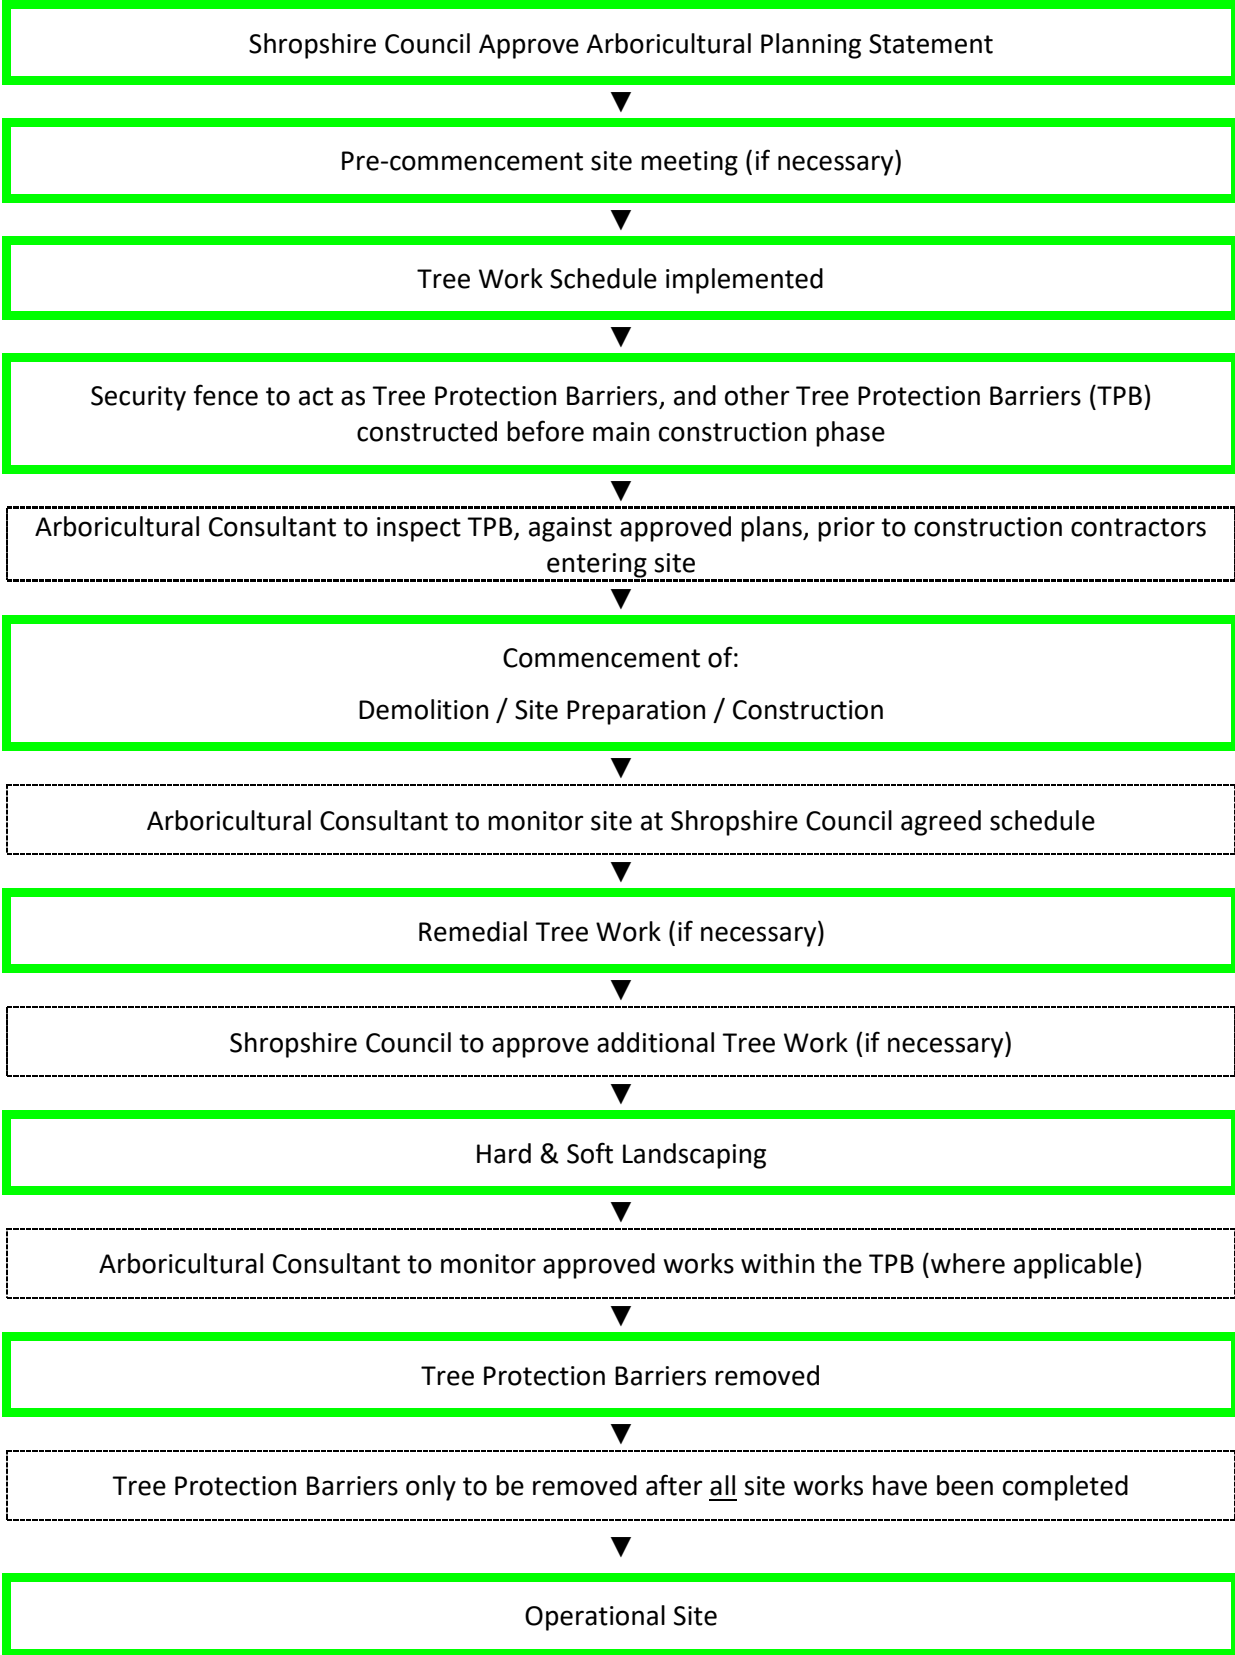 Shropshire Council Approve Arboricultural Planning Statement
Pre-commencement site meeting (if necessary)
Tree Work Schedule implemented
Security fence to act as Tree Protection Barriers, and other Tree Protection Barriers (TPB)
constructed before main construction phase
Arboricultural Consultant to inspect TPB, against approved plans, prior to construction contractors
entering site
Commencement of:
Demolition / Site Preparation / Construction
Arboricultural Consultant to monitor site at Shropshire Council agreed schedule
Remedial Tree Work (if necessary)
Shropshire Council to approve additional Tree Work (if necessary)
Hard & Soft Landscaping
Arboricultural Consultant to monitor approved works within the TPB (where applicable)
Tree Protection Barriers removed
Tree Protection Barriers only to be removed after all site works have been completed
Operational Site